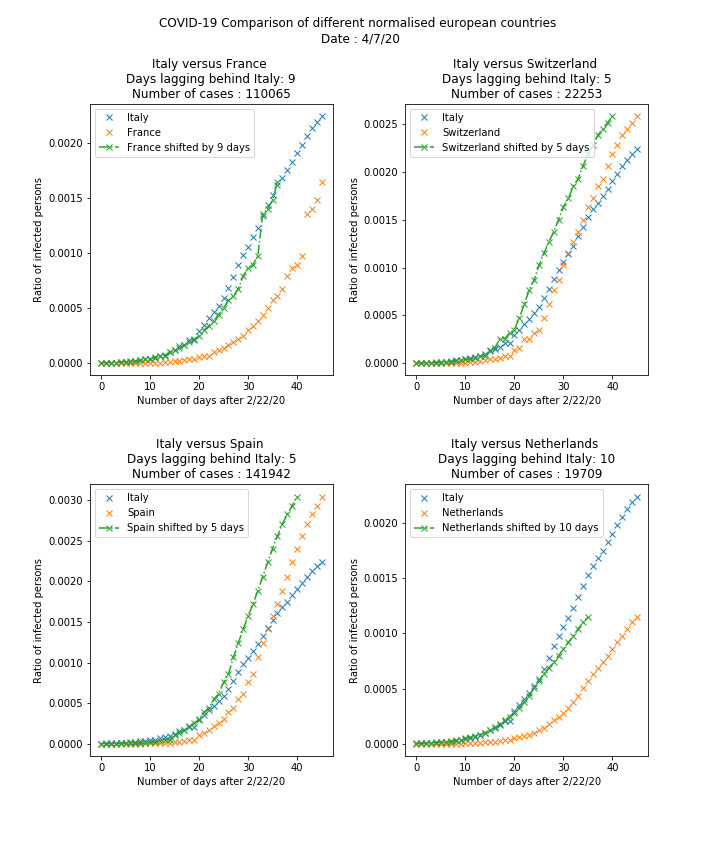 COVID-19 Comparison of different normalised european countries
Date : 4/7/20
Italy versus France
Days lagging behind Italy: 9
Number of cases : 110065
Italy
France
France shifted by 9 days
0.0020
0.0015
0.0010
0.0005
0.0000
Ratio of infected persons
0 10 20 30 40
Number of days after 2/22/20
Italy versus Switzerland
Days lagging behind Italy: 5
Number of cases : 22253
Italy
Switzerland
Switzerland shifted by 5 days
0.0025
0.0020
0.0015
0.0010
0.0005
0.0000
Ratio of infected persons
0 10 20 30 40
Number of days after 2/22/20
Italy versus Spain
Days lagging behind Italy: 5
Number of cases : 141942
Italy
Spain
Spain shifted by 5 days
0.0030
0.0025
0.0020
0.0015
0.0010
0.0005
0.0000
Ratio of infected persons
0 10 20 30 40
Number of days after 2/22/20
Italy versus Netherlands
Days lagging behind Italy: 10
Number of cases : 19709
Italy
Netherlands
Netherlands shifted by 10 days
0.0020
0.0015
0.0010
0.0005
0.0000
Ratio of infected persons
0 10 20 30 40
Number of days after 2/22/20